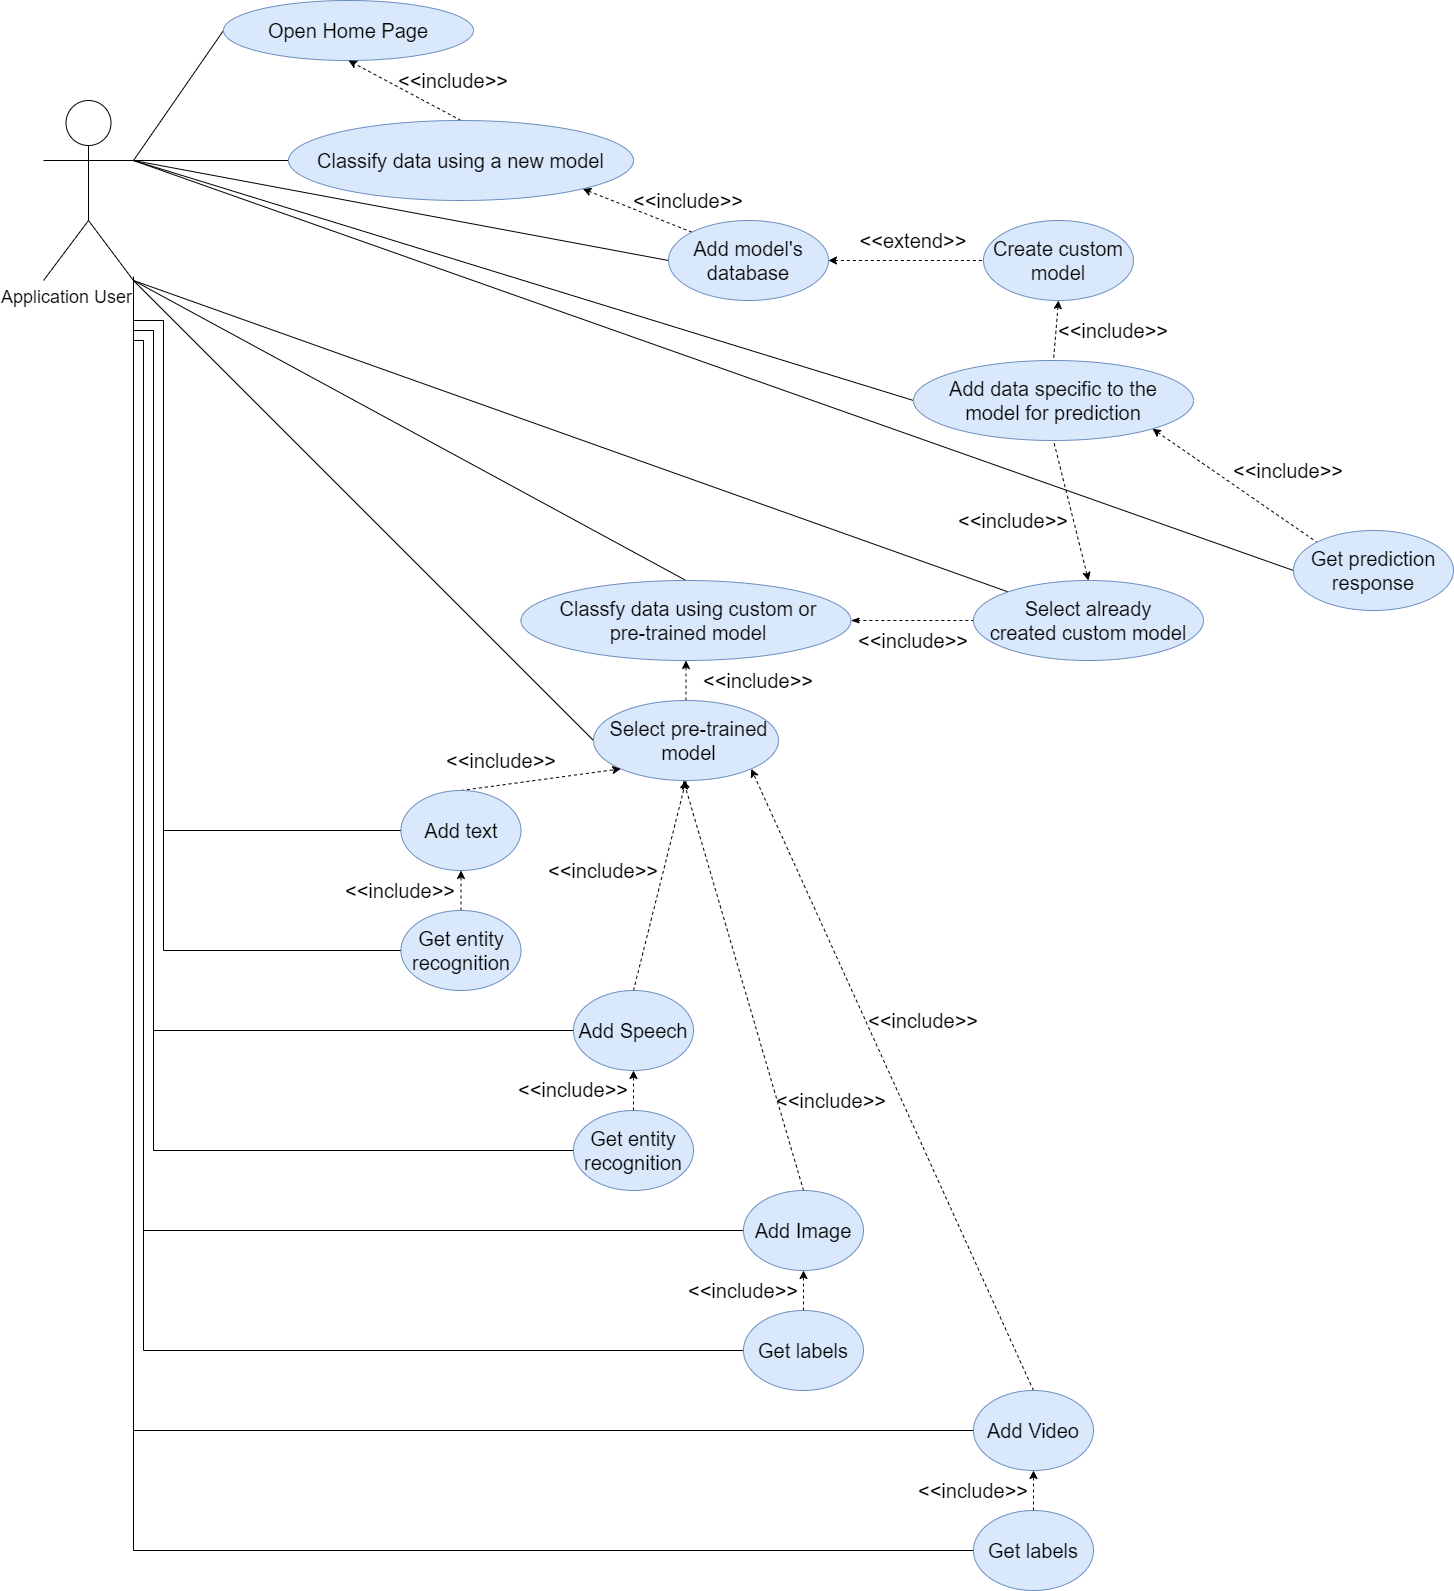 Open Home Page
<<include>>
Classify data using a new model
<<include>>
Add model's
database
<<extend>>
Create custom
model
Application User
<<include>>
Add data specific to the
model for prediction
<<include>>
<<include>>
Get prediction
response
Classfy data using custom or
pre-trained model
<<include>>
Select already
created custom model
<<include>>
Select pre-trained
model
<<include>>
Add text
<<include>>
<<include>>
Get entity
recognition
<<include>>
Add Speech
<<include>>
<<include>>
Get entity
recognition
Add Image
<<include>>
Get labels
Add Video
<<include>>
Get labels